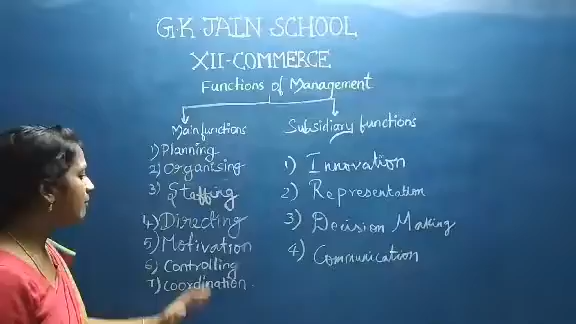 G.K JAIN SCHOOL
XII-COMMERCE
Functions of Management
Main functions
1) Planning
2) Organising
3) Staffing
4) Directing
5) Motivation
6) Controlling
7) Coordination
Subsidiary functions
1) Innovation
2) Representation
3) Decision Making
4) Communication